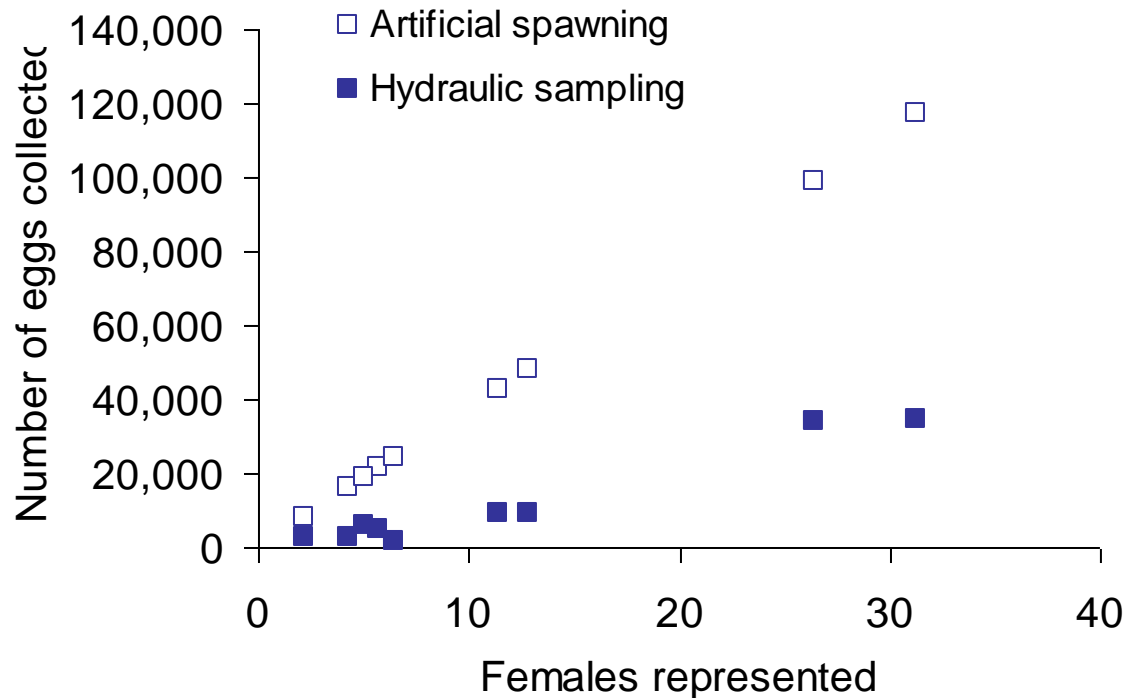 Artificial spawning
Hydraulic sampling
Number of eggs collected
140,000
120,000
100,000
80,000
60,000
40,000
20,000
0
0 10 20 30 40
Females represented